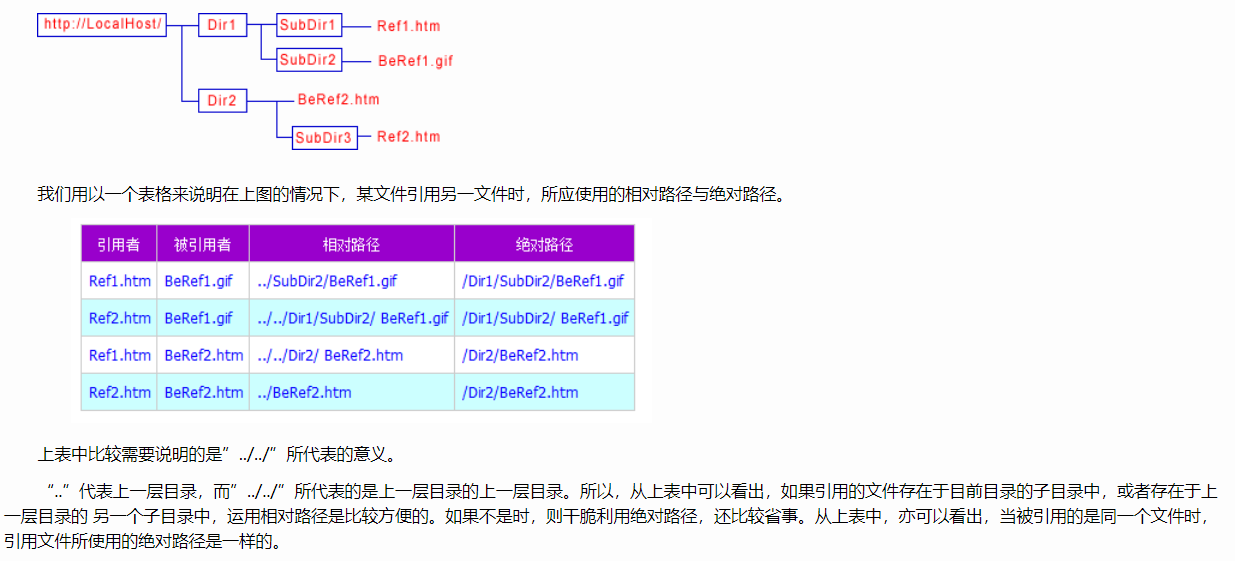 http://LocalHost/ Dir1 SubDir1 Ref1.htm
SubDir2 BeRef1.gif
Dir2 BeRef2.htm
SubDir3 Ref2.htm
我们用以一个表格来说明在上图的情况下，某文件引用另一文件时，所应使用的相对路径与绝对路径。
引用者 被引用者 相对路径 绝对路径
Ref1.htm BeRef1.gif ../SubDir2/BeRef1.gif /Dir1/SubDir2/BeRef1.gif
Ref2.htm BeRef1.gif ../../Dir1/SubDir2/ BeRef1.gif /Dir1/SubDir2/ BeRef1.gif
Ref1.htm BeRef2.htm ../../Dir2/ BeRef2.htm /Dir2/BeRef2.htm
Ref2.htm BeRef2.htm ../BeRef2.htm /Dir2/BeRef2.htm
上表中比较需要说明的是”../../”所代表的意义。
“..”代表上一层目录，而”../../”所代表的是上一层目录的上一层目录。所以，从上表中可以看出，如果引用的文件存在于目前目录的子目录中，或者存在于上
一层目录的 另一个子目录中，运用相对路径是比较方便的。如果不是时，则干脆利用绝对路径，还比较省事。从上表中，亦可以看出，当被引用的是同一个文件时，
引用文件所使用的绝对路径是一样的。